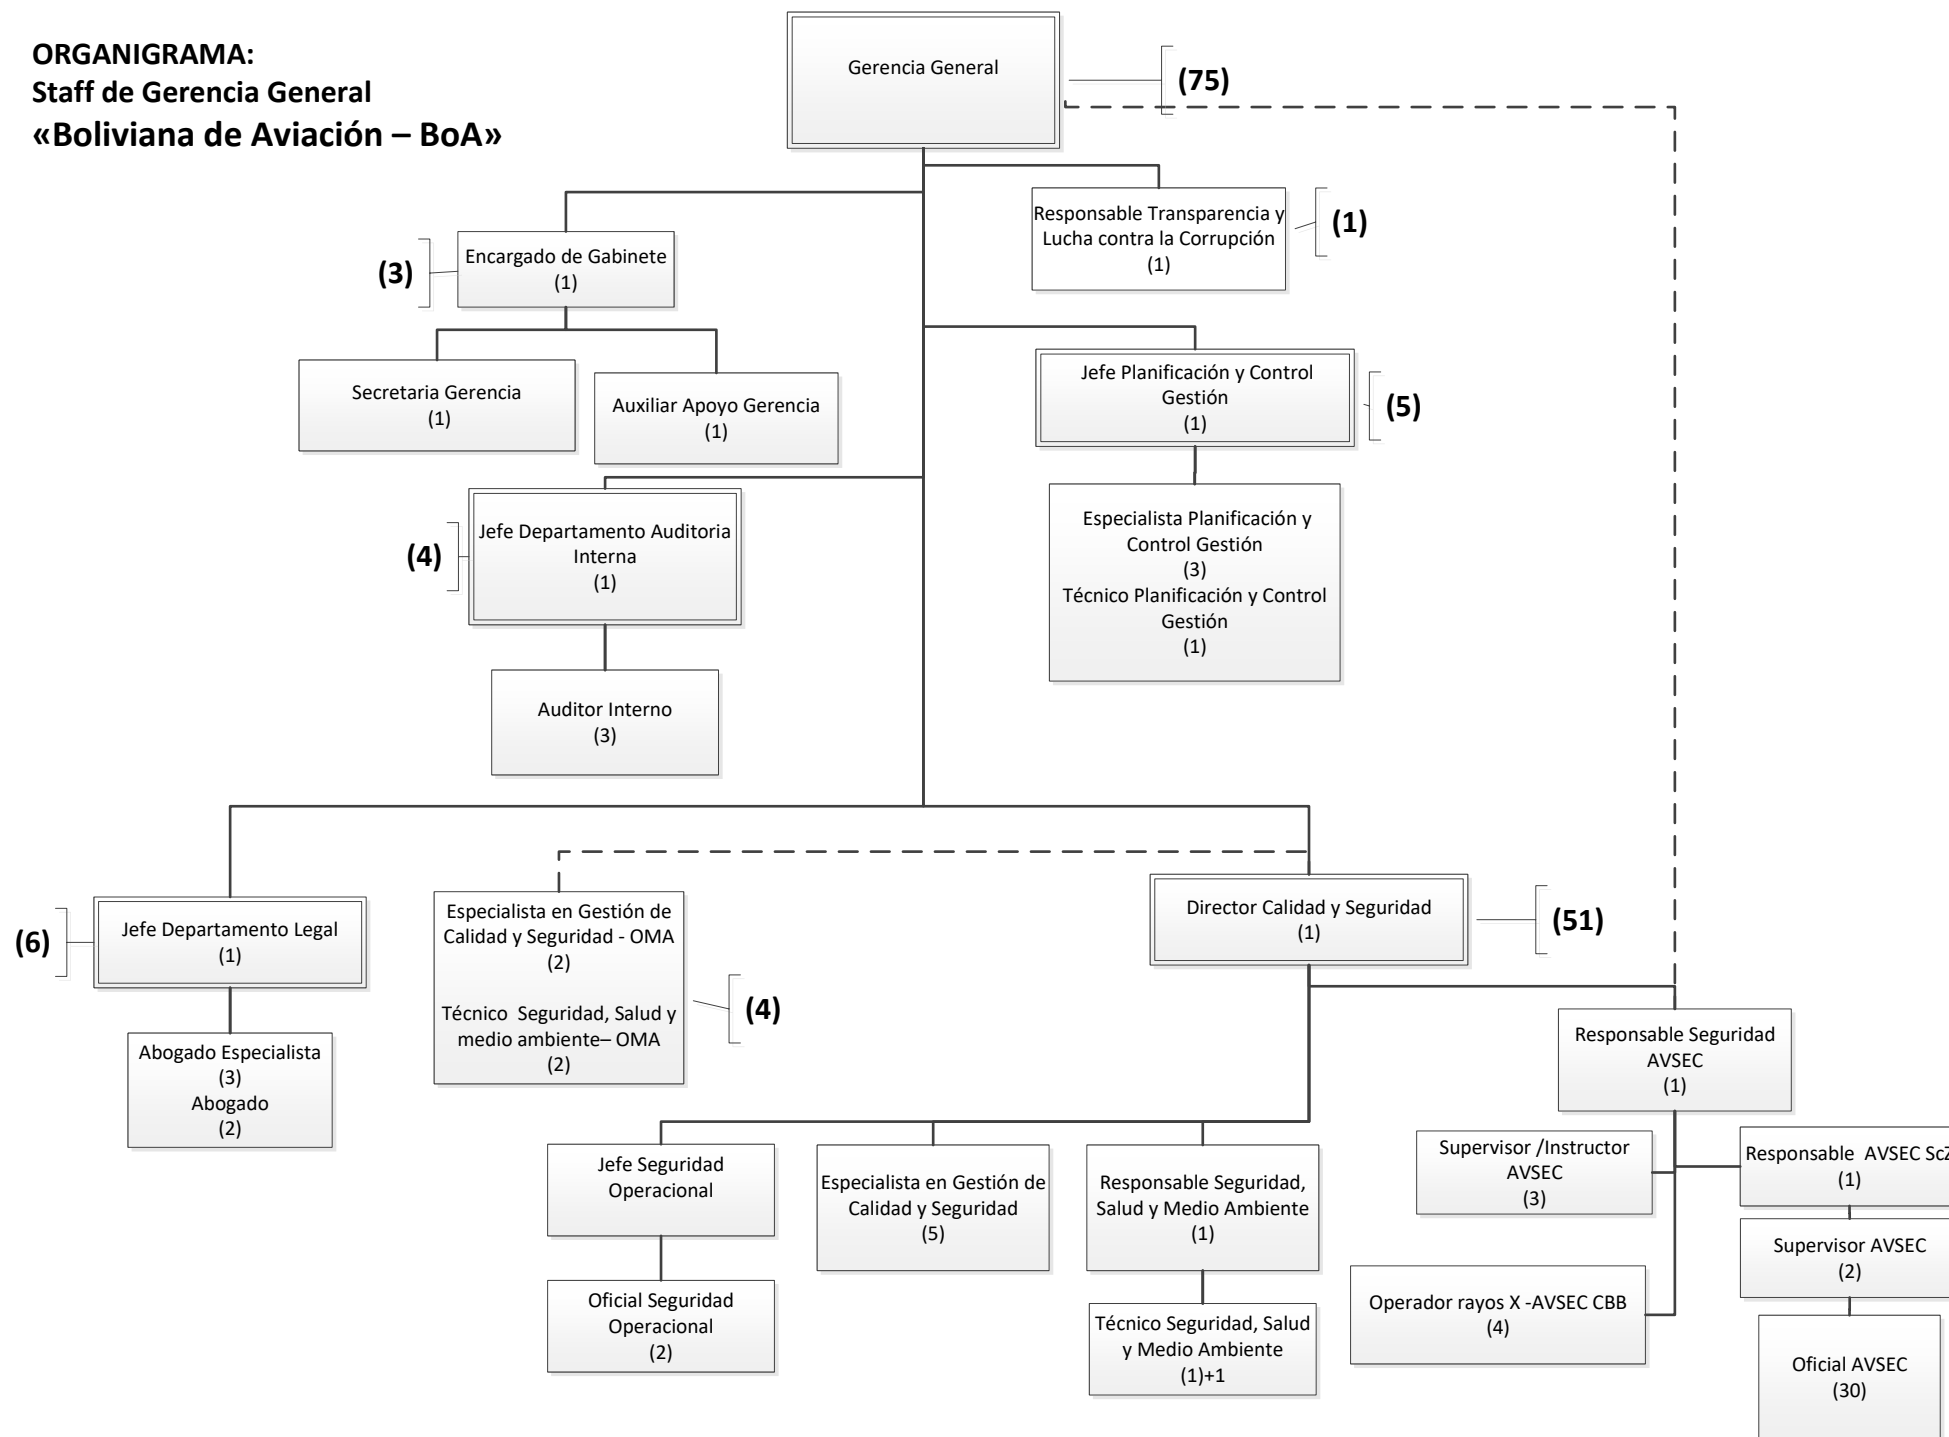 ORGANIGRAMA:
Staff de Gerencia General
«Boliviana de Aviación – BoA»
Gerencia General
(75)
Responsable Transparencia y
Lucha contra la Corrupción
(1)
(1)
Encargado de Gabinete
(1)
(3)
Secretaria Gerencia
(1)
Auxiliar Apoyo Gerencia
(1)
Jefe Planificación y Control
Gestión
(1)
(5)
Especialista Planificación y
Control Gestión
(3)
Técnico Planificación y Control
Gestión
(1)
Jefe Departamento Auditoria
Interna
(1)
(4)
Auditor Interno
(3)
Jefe Departamento Legal
(1)
(6)
Abogado Especialista
(3)
Abogado
(2)
Especialista en Gestión de
Calidad y Seguridad - OMA
(2)
Técnico  Seguridad, Salud y
medio ambiente– OMA
(2)
(4)
Director Calidad y Seguridad
(1)
(51)
Jefe Seguridad
Operacional
Oficial Seguridad
Operacional
(2)
Especialista en Gestión de
Calidad y Seguridad
(5)
Responsable Seguridad,
Salud y Medio Ambiente
(1)
Técnico Seguridad, Salud
y Medio Ambiente
(1)+1
Responsable Seguridad
AVSEC
(1)
Supervisor /Instructor
AVSEC
(3)
Operador rayos X -AVSEC CBB
(4)
Responsable  AVSEC ScZ
(1)
Supervisor AVSEC
(2)
Oficial AVSEC
(30)